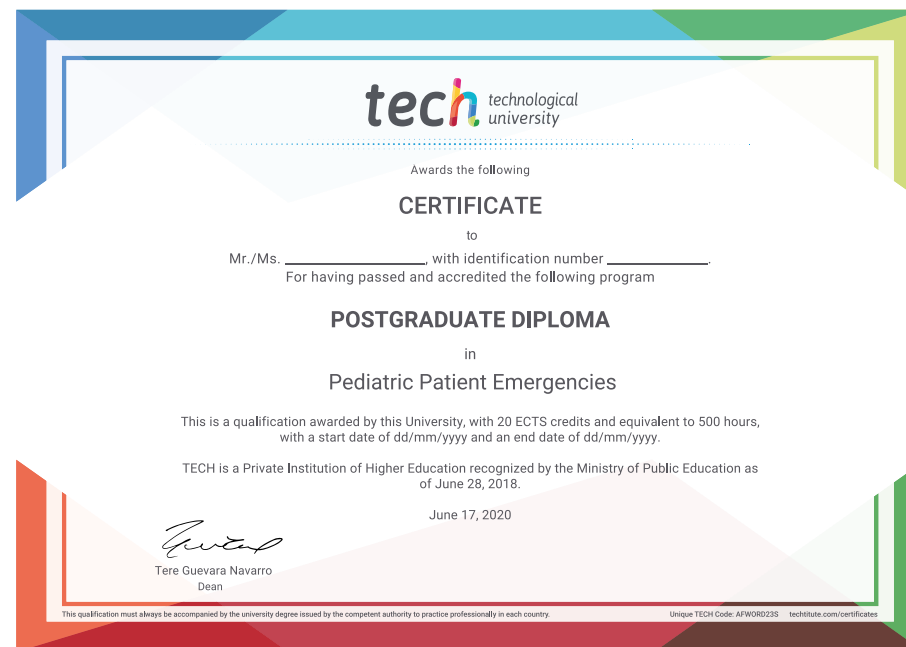 tech technological
university
Awards the following
CERTIFICATE
to
Mr./Ms. ____________, with identification number ____________.
For having passed and accredited the following program
POSTGRADUATE DIPLOMA
in
Pediatric Patient Emergencies
This is a qualification awarded by this University, with 20 ECTS credits and equivalent to 500 hours,
with a start date of dd/mm/yyyy and an end date of dd/mm/yyyy.
TECH is a Private Institution of Higher Education recognized by the Ministry of Public Education as
of June 28, 2018.
June 17, 2020
Tere Guevara Navarro
Dean
This qualification must always be accompanied by the university degree issued by the competent authority to practice professionally in each country.
Unique TECH Code: AFWORD23S techtitute.com/certificates